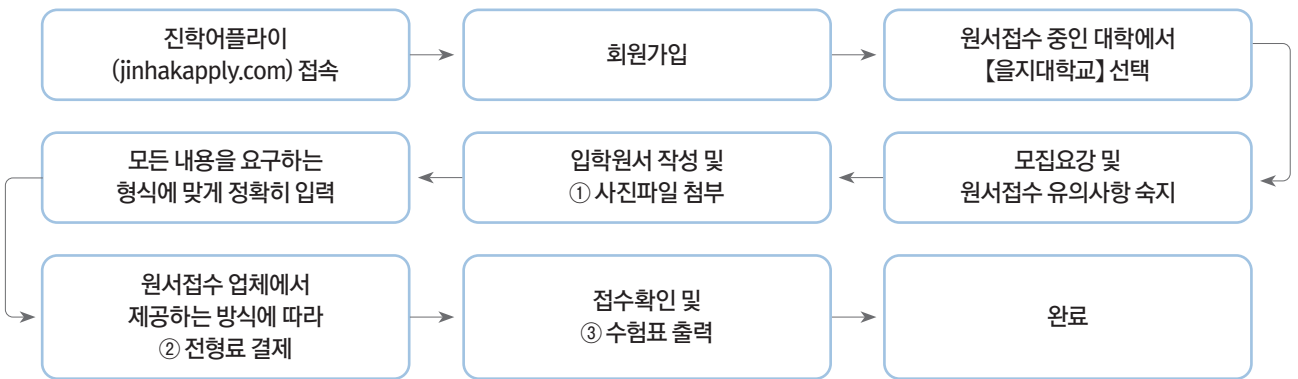 진학어플라이
(jinhakapply.com) 접속
회원가입
원서접수 중인 대학에서
【을지대학교】 선택
모집요강 및
원서접수 유의사항 숙지
입학원서 작성 및
① 사진파일 첨부
모든 내용을 요구하는
형식에 맞게 정확히 입력
원서접수 업체에서
제공하는 방식에 따라
② 전형료 결제
접수확인 및
③ 수험표 출력
완료